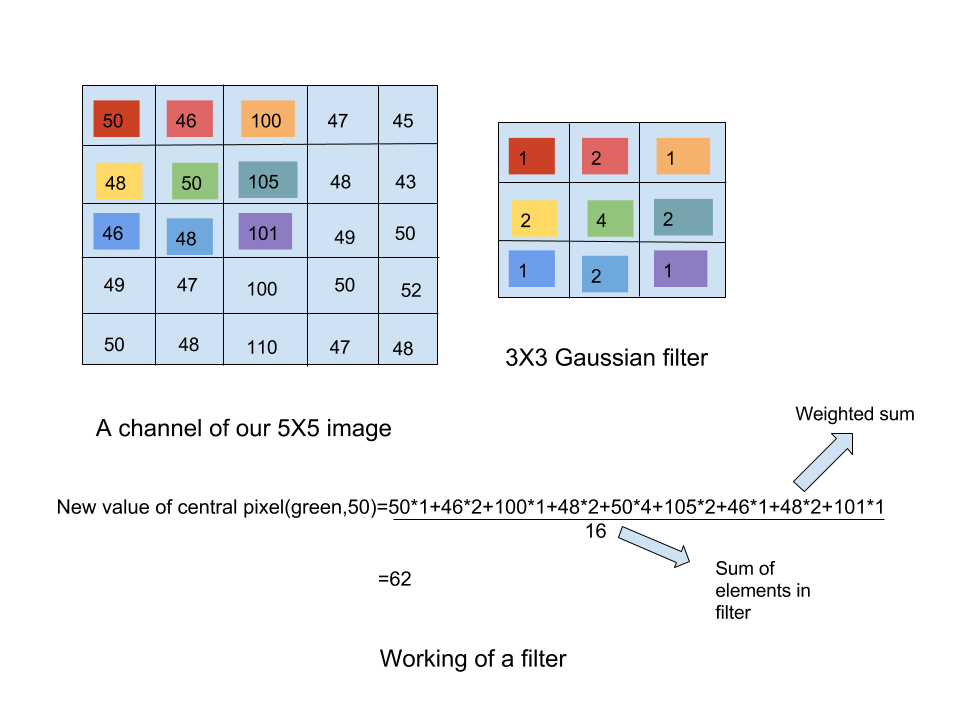 50 46 100 47 45
48 50 105 48 43
46 48 101 49 50
49 47 100 50 52
50 48 110 47 48
1 2 1
2 4 2
1 2 1
3X3 Gaussian filter
A channel of our 5X5 image
Weighted sum
New value of central pixel(green,50)=50*1+46*2+100*1+48*2+50*4+105*2+46*1+48*2+101*1
16
=62
Sum of
elements in
filter
Working of a filter